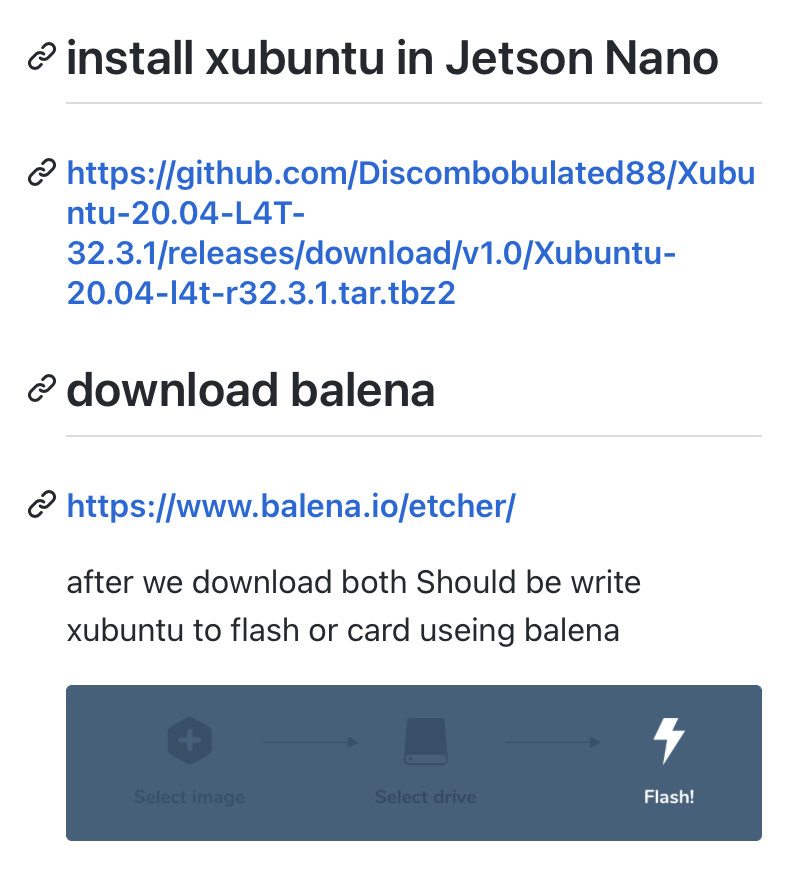 install xubuntu in Jetson Nano
https://github.com/Discombobulated88/Xubu
ntu-20.04-L4T-
32.3.1/releases/download/v1.0/Xubuntu-
20.04-l4t-r32.3.1.tar.tbz2
download balena
https://www.balena.io/etcher/
after we download both Should be write
xubuntu to flash or card useing balena
Select image
Select drive
Flash!